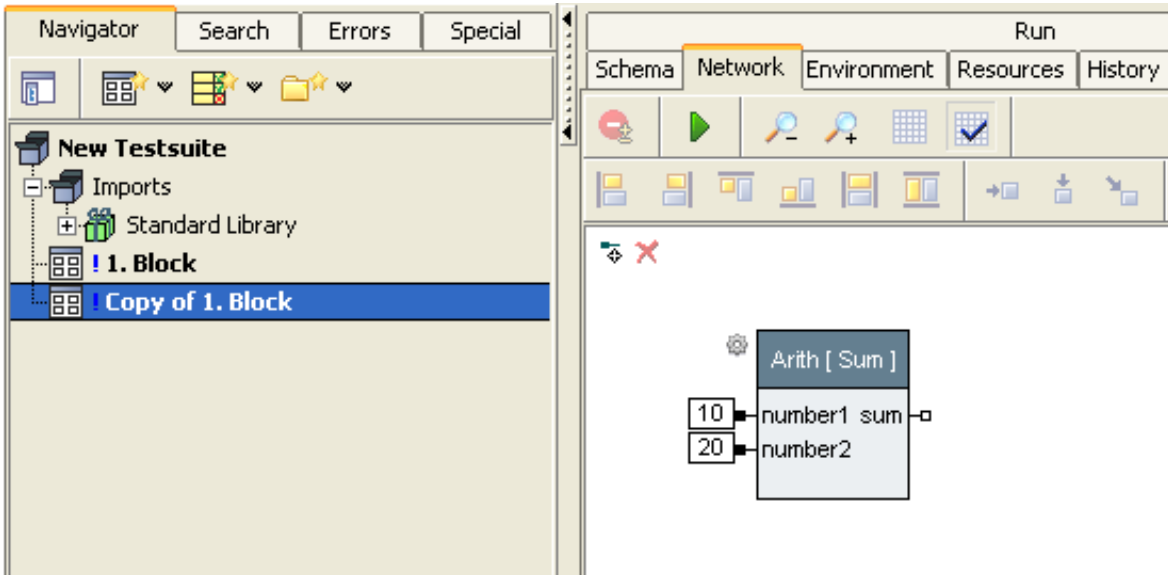 Navigator Search Errors Special
Run
Schema Network Environment Resources History
New Testsuite
Imports
Standard Library
! 1. Block
! Copy of 1. Block
Arith [ Sum ]
10 number1 sum
20 number2